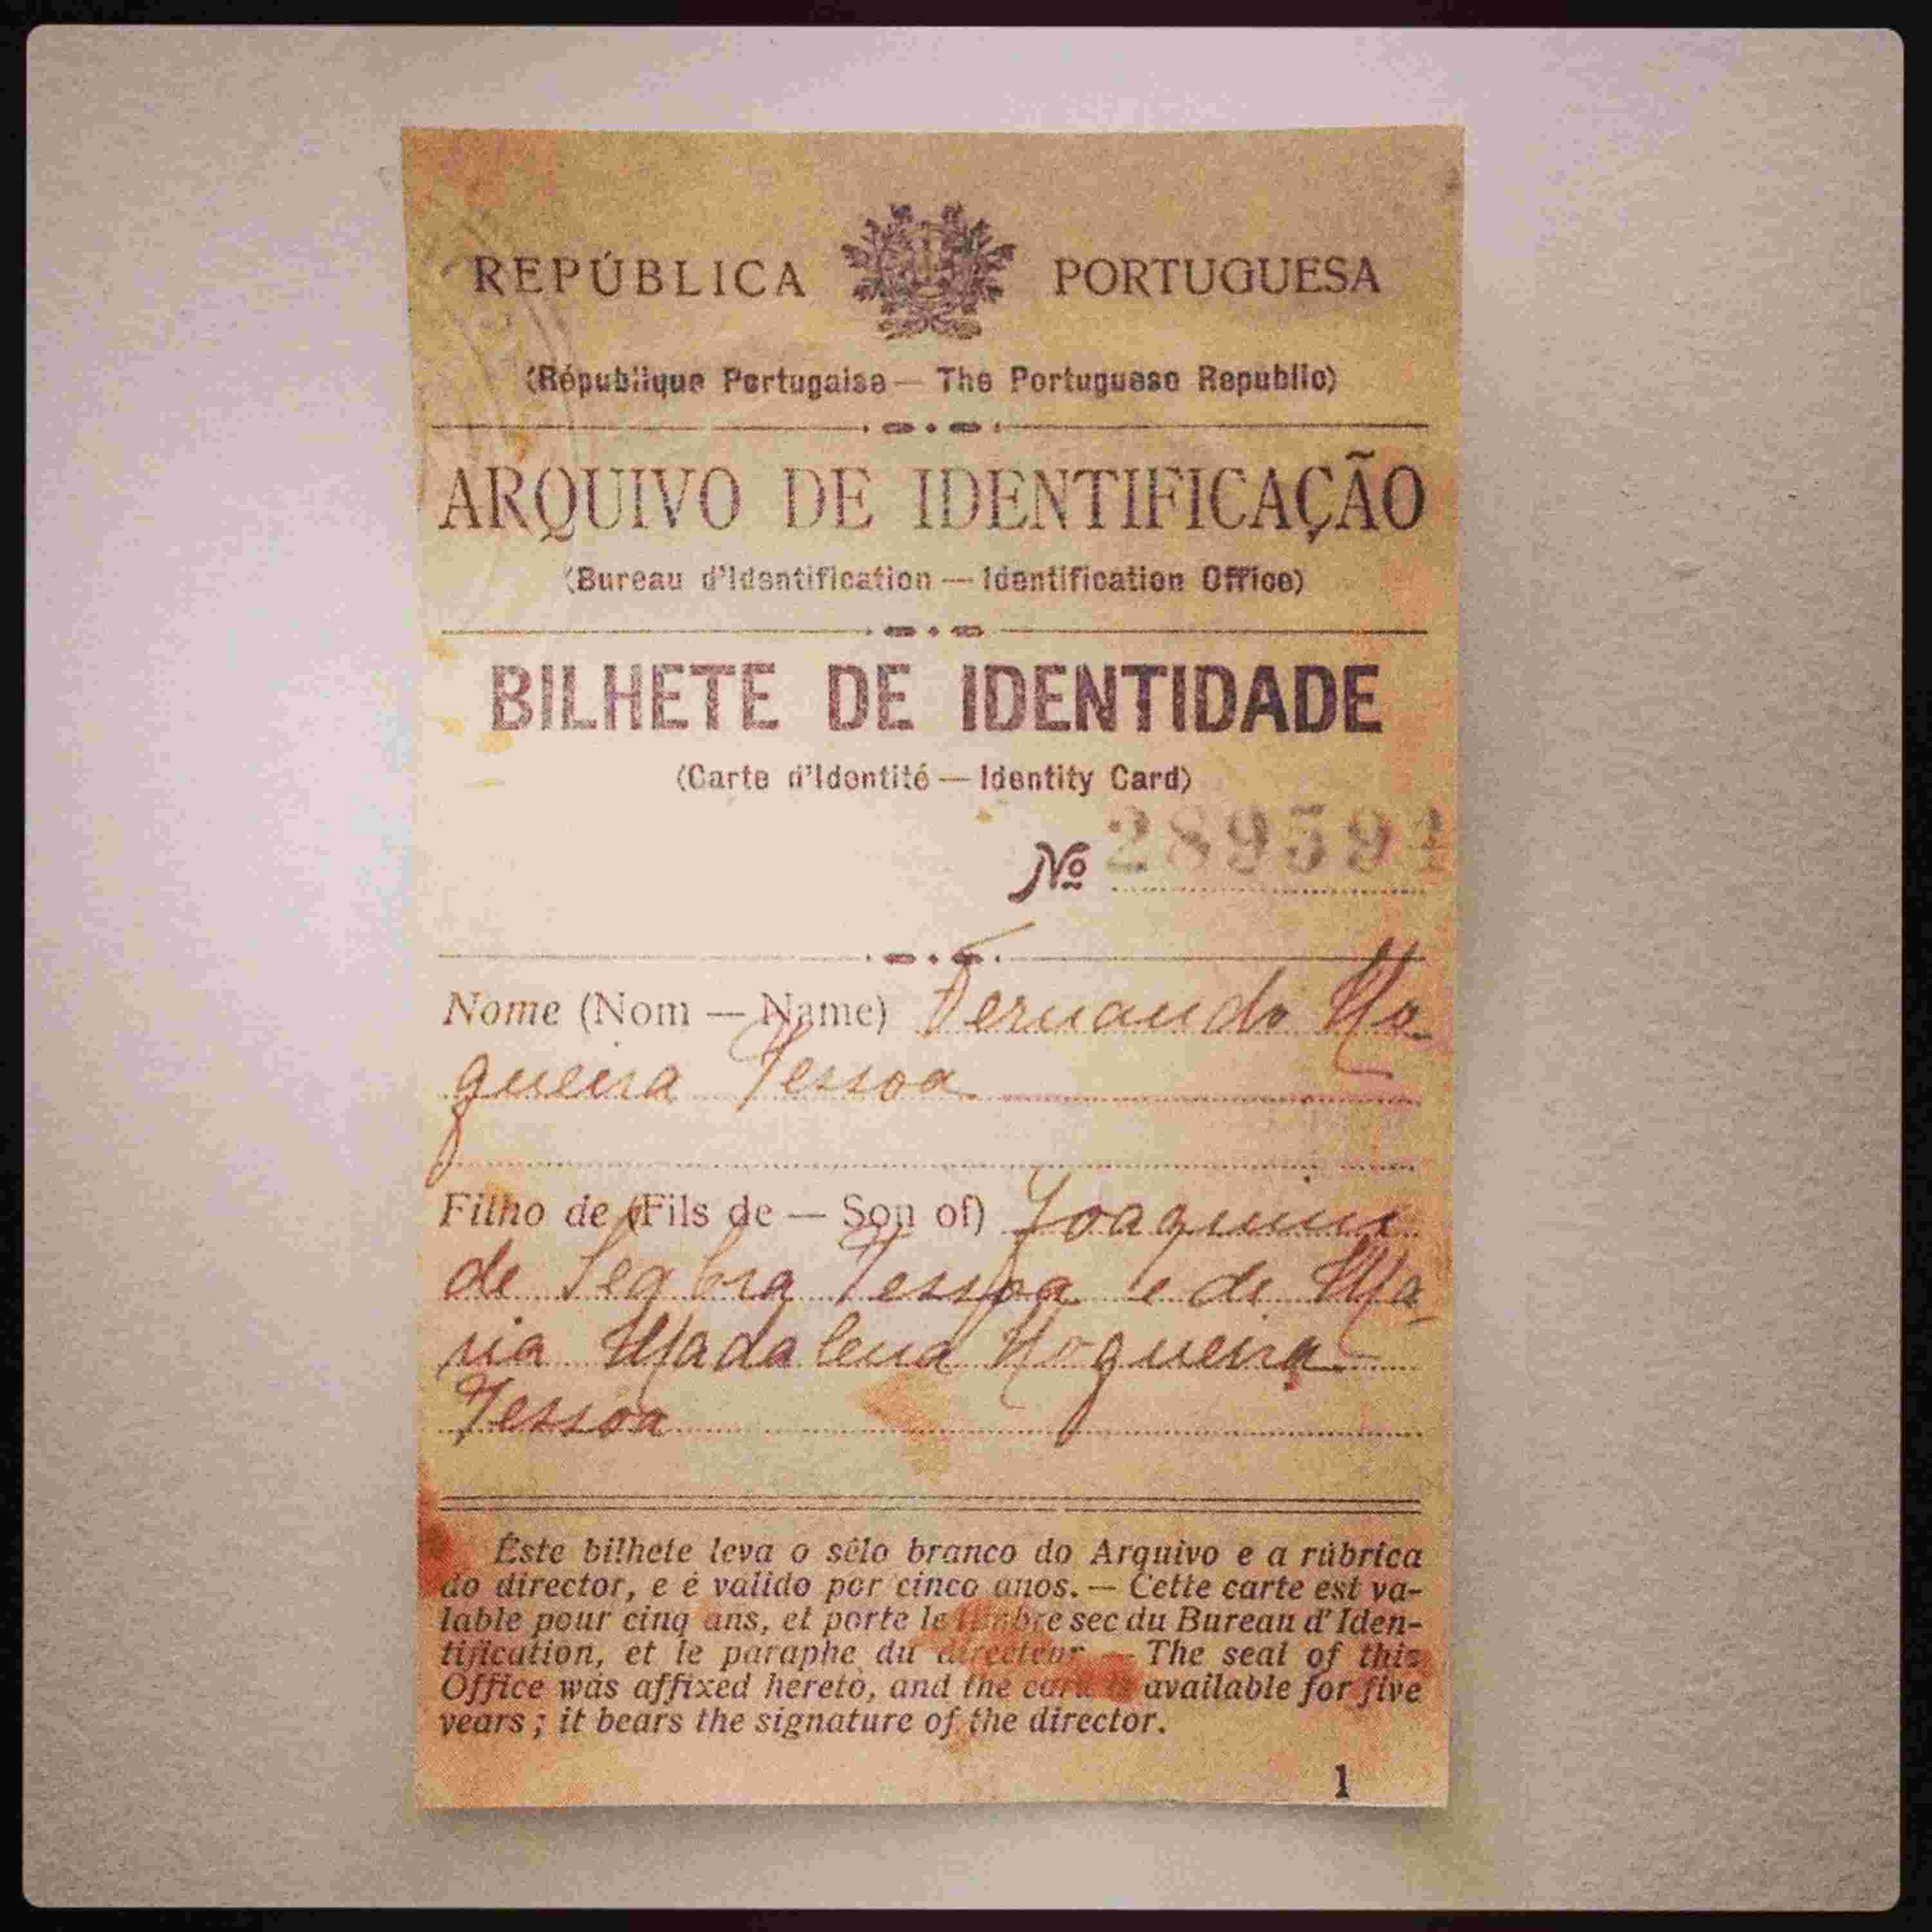 REPÚBLICA PORTUGUESA
(République Portugaise — The Portuguese Republic)
ARQUIVO DE IDENTIFICAÇÃO
(Bureau d'Identification — Identification Office)
BILHETE DE IDENTIDADE
(Carte d'Identité — Identity Card)
Nº 289594
Nome (Nom — Name) Fernando No-
gueira Pessoa
Filho de (Fils de — Son of) Joaquim
de Seabra Pessoa e de Ma-
ria Madalena Nogueira
Pessoa
Êste bilhete leva o sêlo branco do Arquivo e a rúbrica
do director, e é valido por cinco anos. — Cette carte est va-
lable pour cinq ans, et porte le timbre sec du Bureau d'Iden-
tification, et le paraphe du directeur. — The seal of this
Office was affixed hereto, and the card is available for five
years ; it bears the signature of the director.
1